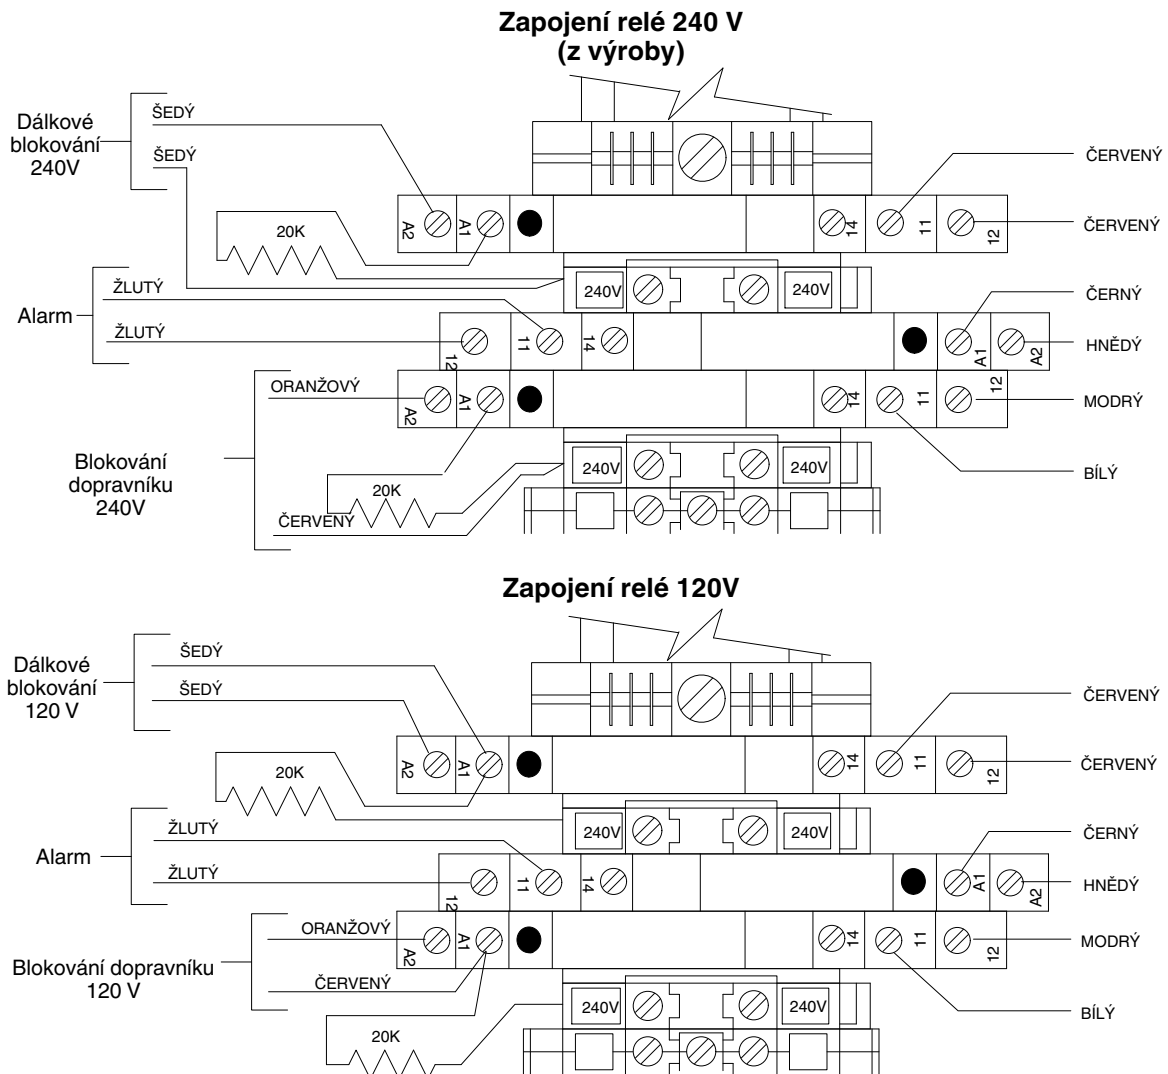 Zapojení relé 240 V
(z výroby)
Dálkové
blokování
240V
ŠEDÝ
ŠEDÝ
20K
A2
A1
14
11
12
ČERVENÝ
ČERVENÝ
240V
240V
Alarm
ŽLUTÝ
ŽLUTÝ
12
11
14
A1
A2
ČERNÝ
HNĚDÝ
Blokování
dopravníku
240V
ORANŽOVÝ
A2
A1
14
11
12
MODRÝ
BÍLÝ
20K
ČERVENÝ
240V
240V
Zapojení relé 120V
Dálkové
blokování
120 V
ŠEDÝ
ŠEDÝ
20K
A2
A1
14
11
12
ČERVENÝ
ČERVENÝ
240V
240V
Alarm
ŽLUTÝ
ŽLUTÝ
12
11
14
A1
A2
ČERNÝ
HNĚDÝ
Blokování dopravníku
120 V
ORANŽOVÝ
ČERVENÝ
A2
A1
14
11
12
MODRÝ
BÍLÝ
20K
240V
240V